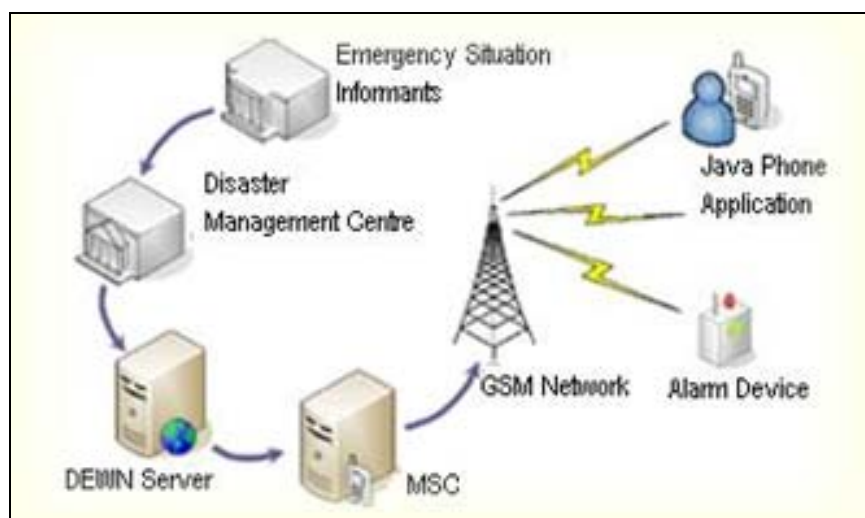 Emergency Situation
Informants
Disaster
Management Centre
DEWN Server
MSC
GSM Network
Java Phone
Application
Alarm Device